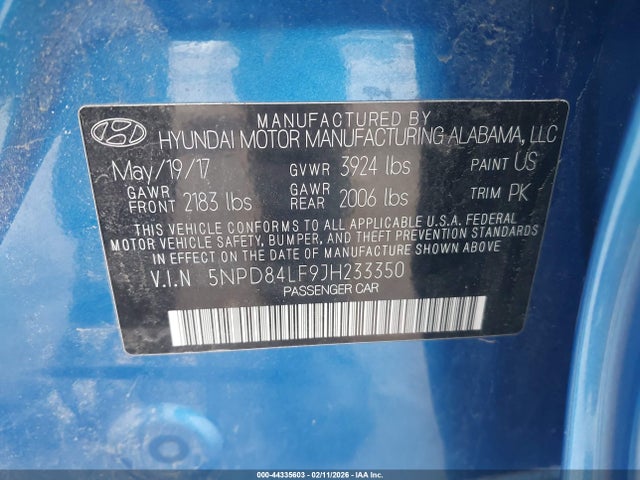 MANUFACTURED BY
HYUNDAI MOTOR MANUFACTURING ALABAMA, LLC
May/19/17 GVWR 3924 lbs PAINT US
GAWR FRONT 2183 lbs GAWR REAR 2006 lbs TRIM PK
THIS VEHICLE CONFORMS TO ALL APPLICABLE U.S.A. FEDERAL
MOTOR VEHICLE SAFETY, BUMPER, AND THEFT PREVENTION STANDARDS
IN EFFECT ON THE DATE OF MANUFACTURE SHOWN ABOVE.
V.I.N 5NPD84LF9JH233350
PASSENGER CAR
000-44335603 - 02/11/2026 - IAA Inc.